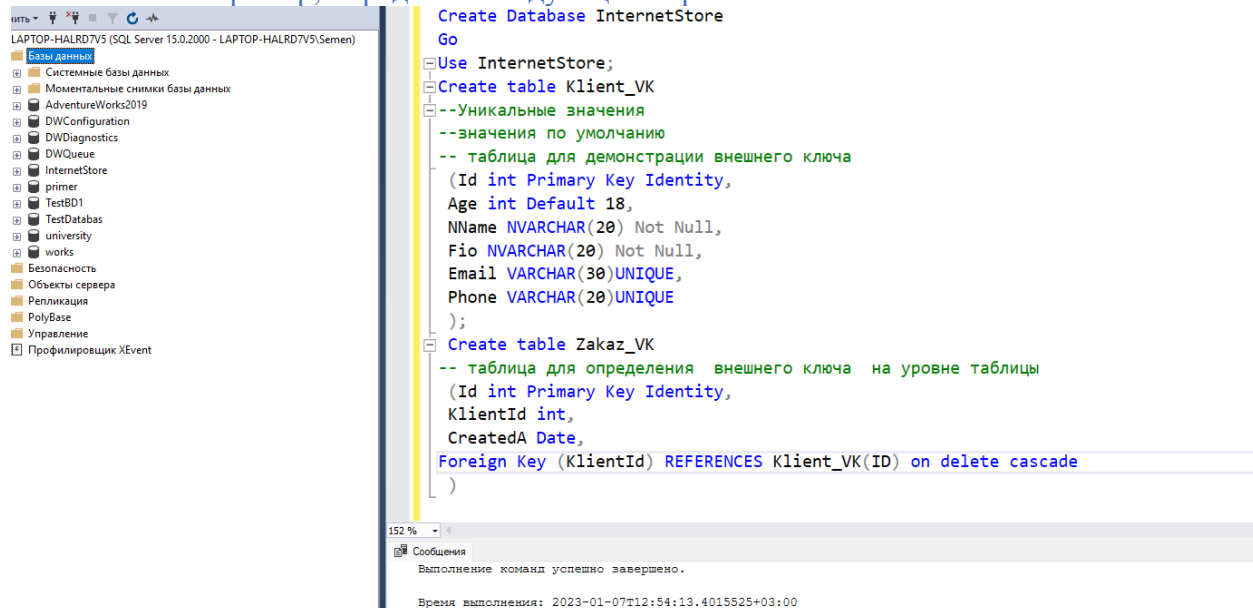 LAPTOP-HALRD7V5 (SQL Server 15.0.2000 - LAPTOP-HALRD7V5\Semen)
Базы данных
Системные базы данных
Моментальные снимки базы данных
AdventureWorks2019
DWConfiguration
DWDiagnostics
DWQueue
InternetStore
primer
TestBD1
TestDatabas
university
works
Безопасность
Объекты сервера
Репликация
PolyBase
Управление
Профилировщик XEvent
Create Database InternetStore
Go
Use InternetStore;
Create table Klient_VK
--Уникальные значения
--значения по умолчанию
-- таблица для демонстрации внешнего ключа
(Id int Primary Key Identity,
Age int Default 18,
NName NVARCHAR(20) Not Null,
Fio NVARCHAR(20) Not Null,
Email VARCHAR(30)UNIQUE,
Phone VARCHAR(20)UNIQUE
);
Create table Zakaz_VK
-- таблица для определения внешнего ключа на уровне таблицы
(Id int Primary Key Identity,
KlientId int,
CreatedA Date,
Foreign Key (KlientId) REFERENCES Klient_VK(ID) on delete cascade
)
152 %
Сообщения
Выполнение команд успешно завершено.
Время выполнения: 2023-01-07T12:54:13.4015525+03:00